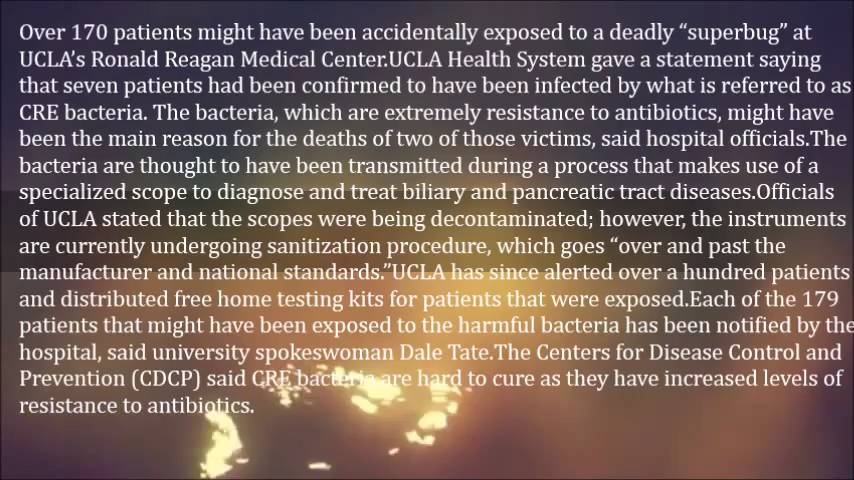 Over 170 patients might have been accidentally exposed to a deadly “superbug” at
UCLA’s Ronald Reagan Medical Center.UCLA Health System gave a statement saying
that seven patients had been confirmed to have been infected by what is referred to as
CRE bacteria. The bacteria, which are extremely resistance to antibiotics, might have
been the main reason for the deaths of two of those victims, said hospital officials.The
bacteria are thought to have been transmitted during a process that makes use of a
specialized scope to diagnose and treat biliary and pancreatic tract diseases.Officials
of UCLA stated that the scopes were being decontaminated; however, the instruments
are currently undergoing sanitization procedure, which goes “over and past the
manufacturer and national standards.”UCLA has since alerted over a hundred patients
and distributed free home testing kits for patients that were exposed.Each of the 179
patients that might have been exposed to the harmful bacteria has been notified by the
hospital, said university spokeswoman Dale Tate.The Centers for Disease Control and
Prevention (CDCP) said CRE bacteria are hard to cure as they have increased levels of
resistance to antibiotics.